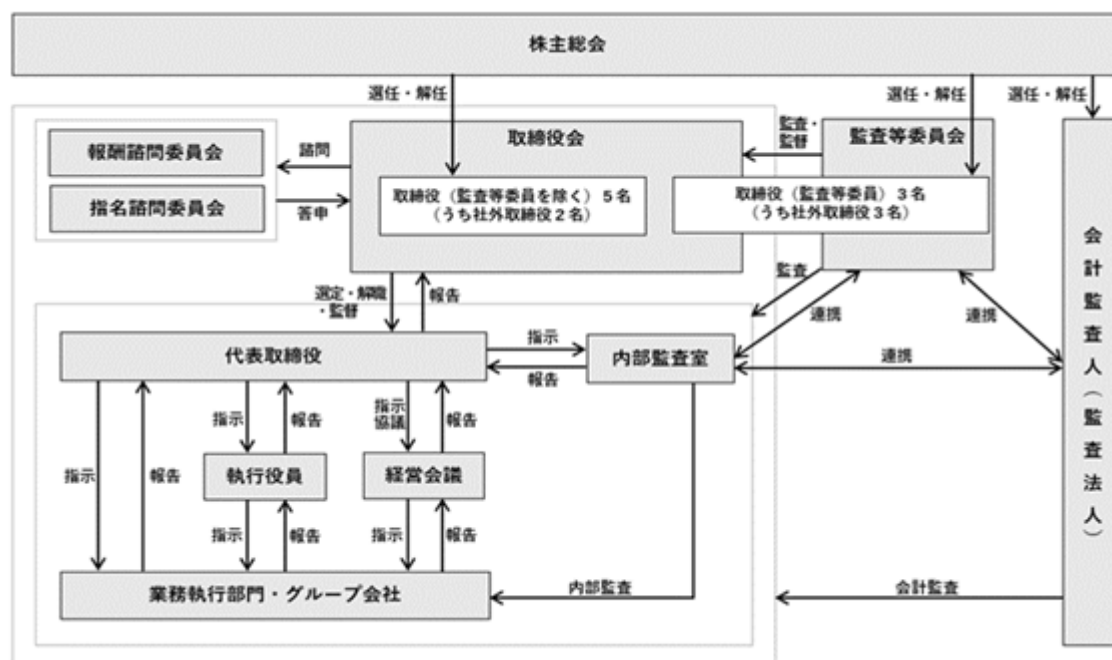 株主総会
選任・解任
選任・解任
選任・解任
報酬諮問委員会
指名諮問委員会
諮問
答申
取締役会
取締役（監査等委員を除く）５名
（うち社外取締役２名）
監査・
監督
監査等委員会
取締役（監査等委員）３名
（うち社外取締役３名）
会計監査人（監査法人）
選定・解職
・監督
報告
監査
連携
連携
代表取締役
指示
報告
内部監査室
連携
指示
報告
指示
報告
指示
協議
報告
執行役員
経営会議
指示
報告
指示
報告
業務執行部門・グループ会社
内部監査
会計監査